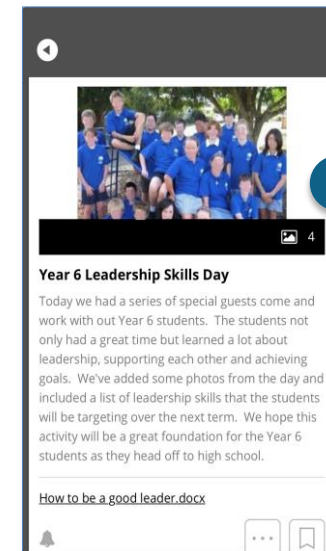 4
Year 6 Leadership Skills Day
Today we had a series of special guests come and
work with out Year 6 students. The students not
only had a great time but learned a lot about
leadership, supporting each other and achieving
goals. We've added some photos from the day and
included a list of leadership skills that the students
will be targeting over the next term. We hope this
activity will be a great foundation for the Year 6
students as they head off to high school.
How to be a good leader.docx